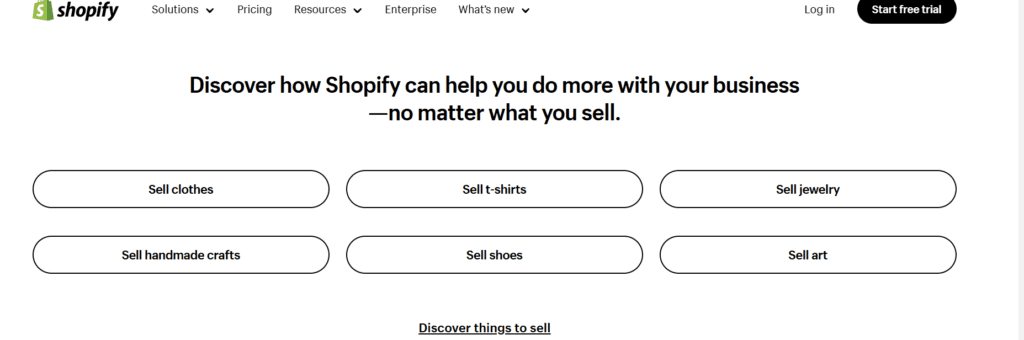 shopify Solutions Pricing Resources Enterprise What's new Log in Start free trial
Discover how Shopify can help you do more with your business
—no matter what you sell.
Sell clothes Sell t-shirts Sell jewelry
Sell handmade crafts Sell shoes Sell art
Discover things to sell